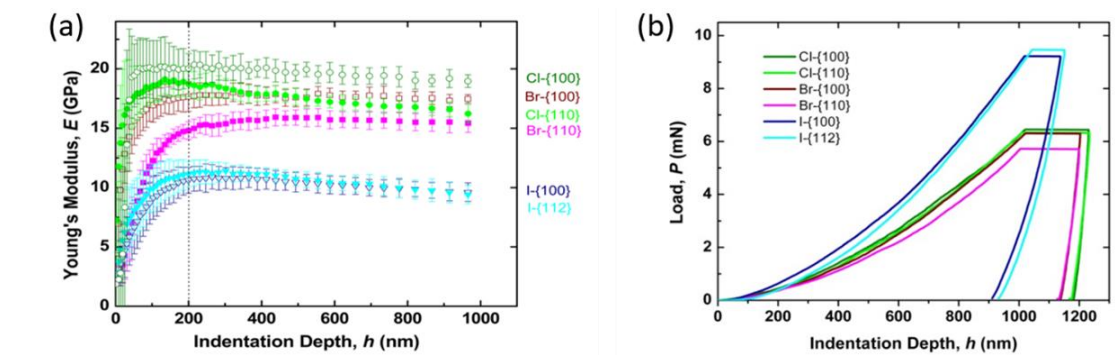 (a)
Young's Modulus, E (GPa)
20
15
10
5
0
0 200 400 600 800 1000
Indentation Depth, h (nm)
Cl-{100}
Br-{100}
Cl-{110}
Br-{110}
I-{100}
I-{112}
(b)
Load, P (mN)
10
8
6
4
2
0
0 200 400 600 800 1000 1200
Indentation Depth, h (nm)
Cl-{100}
Cl-{110}
Br-{100}
Br-{110}
I-{100}
I-{112}